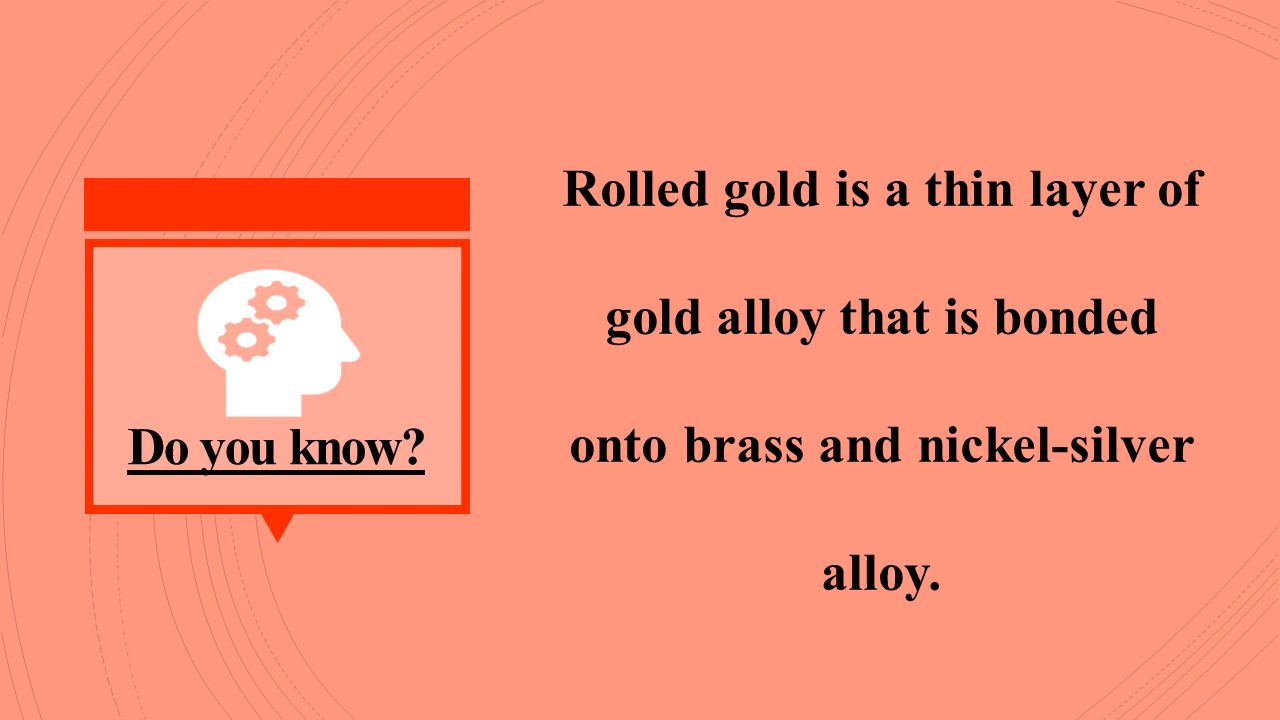 Do you know?
Rolled gold is a thin layer of
gold alloy that is bonded
onto brass and nickel-silver
alloy.